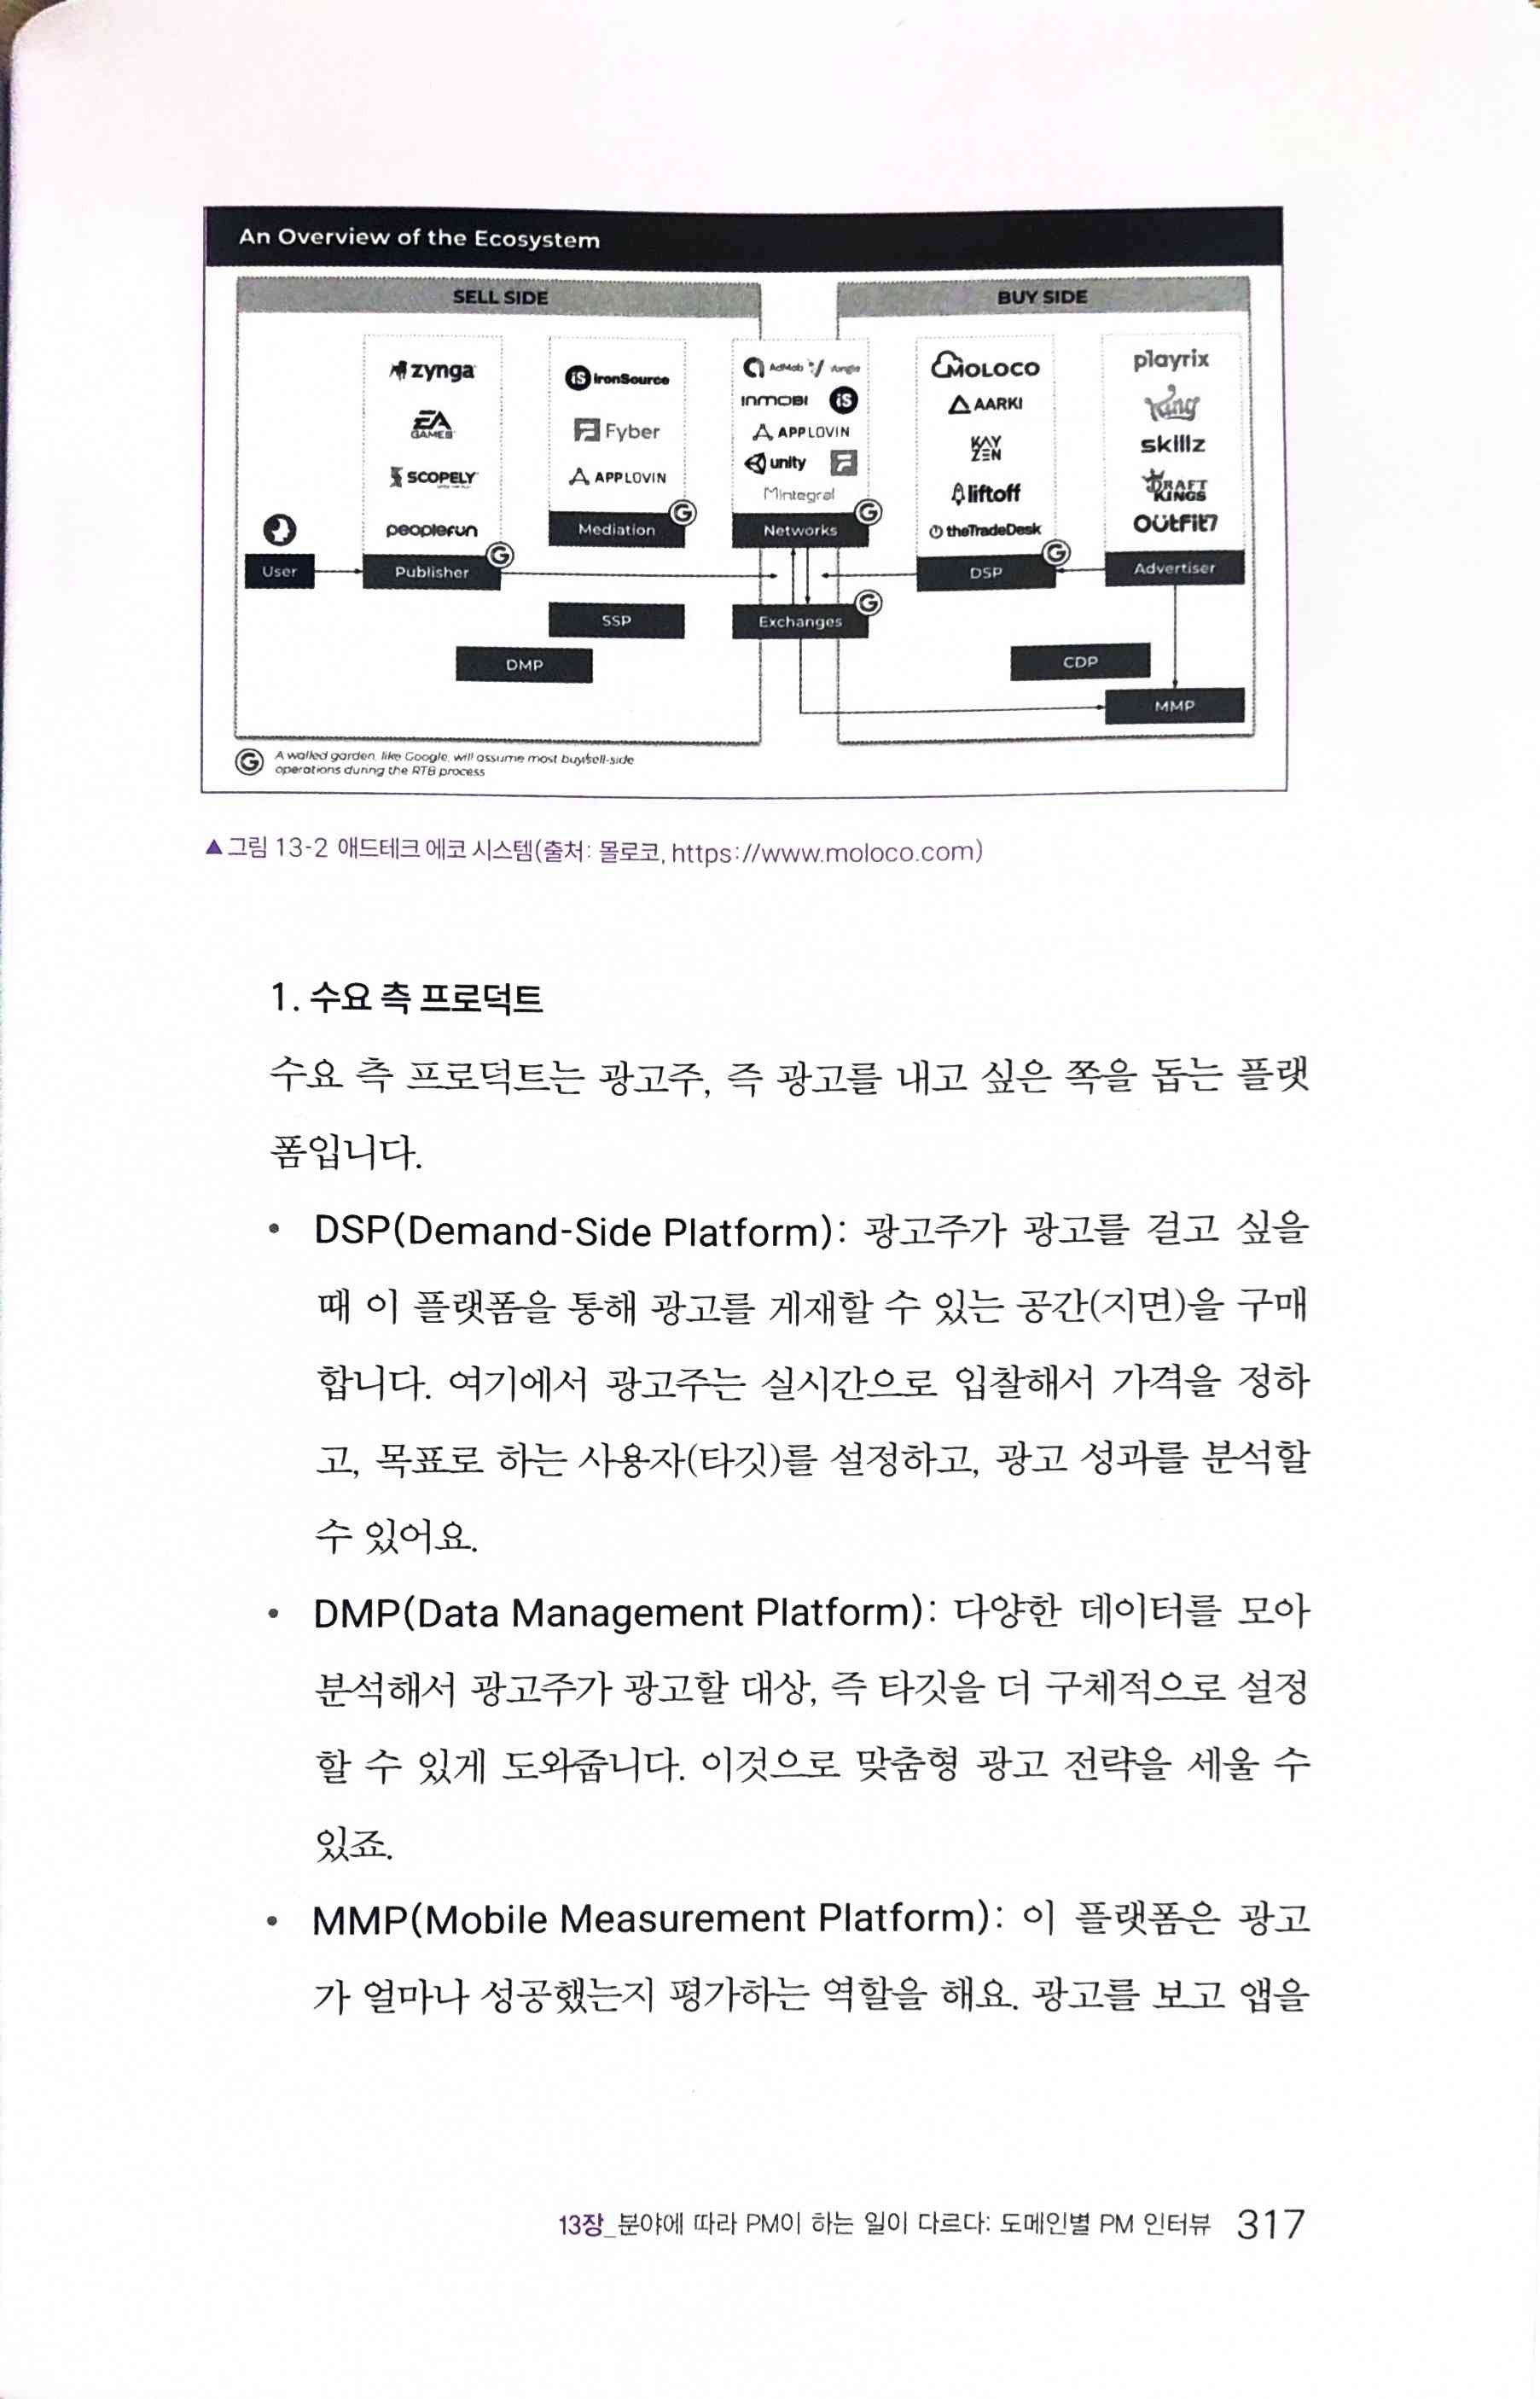 An Overview of the Ecosystem
SELL SIDE
BUY SIDE
zynga
EA
GAMES
SCOPELY
peoplefun
User
Publisher
ironSource
Fyber
APPLOVIN
Mediation
SSP
DMP
AdMob Vungle
INMOBI iS
APPLOVIN
unity
Mintegral
Networks
Exchanges
MOLOCO
AARKI
KAY
ZEN
liftoff
theTradeDesk
DSP
playrix
King
skillz
DRAFT
KINGS
OUtFit7
Advertiser
CDP
MMP
G A walled garden, like Google, will assume most buy/sell-side
operations during the RTB process
▲ 그림 13-2 애드테크 에코 시스템(출처: 몰로코, https://www.moloco.com)
1. 수요 측 프로덕트
수요 측 프로덕트는 광고주, 즉 광고를 내고 싶은 쪽을 돕는 플랫
폼입니다.
• DSP(Demand-Side Platform): 광고주가 광고를 걸고 싶을
때 이 플랫폼을 통해 광고를 게재할 수 있는 공간(지면)을 구매
합니다. 여기에서 광고주는 실시간으로 입찰해서 가격을 정하
고, 목표로 하는 사용자(타깃)를 설정하고, 광고 성과를 분석할
수 있어요.
• DMP(Data Management Platform): 다양한 데이터를 모아
분석해서 광고주가 광고할 대상, 즉 타깃을 더 구체적으로 설정
할 수 있게 도와줍니다. 이것으로 맞춤형 광고 전략을 세울 수
있죠.
• MMP(Mobile Measurement Platform): 이 플랫폼은 광고
가 얼마나 성공했는지 평가하는 역할을 해요. 광고를 보고 앱을
13장_분야에 따라 PM이 하는 일이 다르다: 도메인별 PM 인터뷰 317